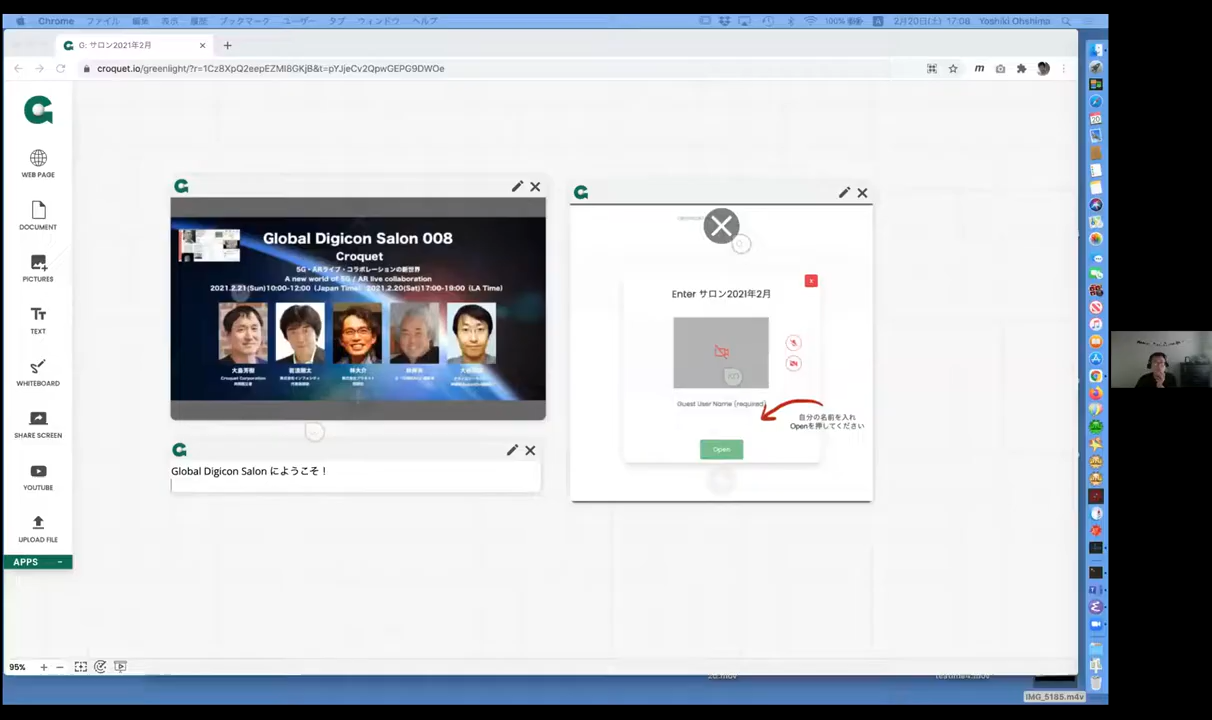 Chrome ファイル 編集 表示 履歴 ブックマーク ユーザー タブ ウィンドウ ヘルプ 100% 2月20日(土) 17:08 Yoshiki Ohshima
G: サロン2021年2月
croquet.io/greenlight/?r=1Cz8XpQ2eepEZMI8GKjB&t=pYJjeCv2QpwGEPG9DWOe
WEB PAGE
DOCUMENT
PICTURES
TEXT
WHITEBOARD
SHARE SCREEN
YOUTUBE
UPLOAD FILE
APPS
95%
Global Digicon Salon 008
Croquet
5G・ARライブ・コラボレーションの新世界
A new world of 5G / AR live collaboration
2021.2.21(Sun)10:00-12:00 (Japan Time) 2021.2.20(Sat)17:00-19:00 (LA Time)
Croquet Corporation
Global Digicon Salon にようこそ！
Enter サロン2021年2月
Guest User Name (required)
自分の名前を入れ
Openを押してください
Open
IMG_5185.m4v